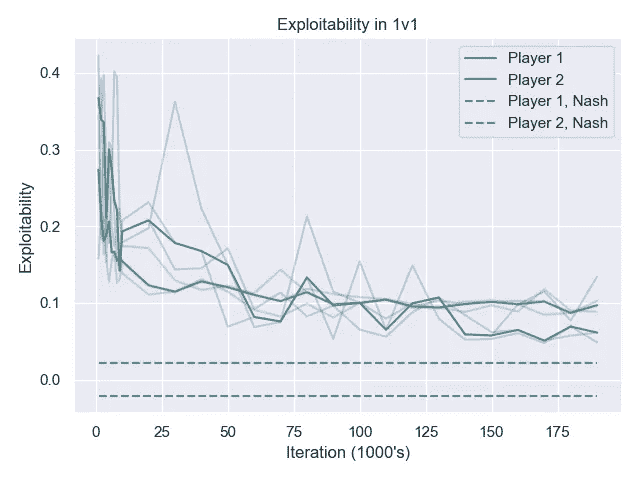 Exploitability in 1v1
Player 1
Player 2
Player 1, Nash
Player 2, Nash
0.4
0.3
0.2
0.1
0.0
Exploitability
0 25 50 75 100 125 150 175
Iteration (1000's)